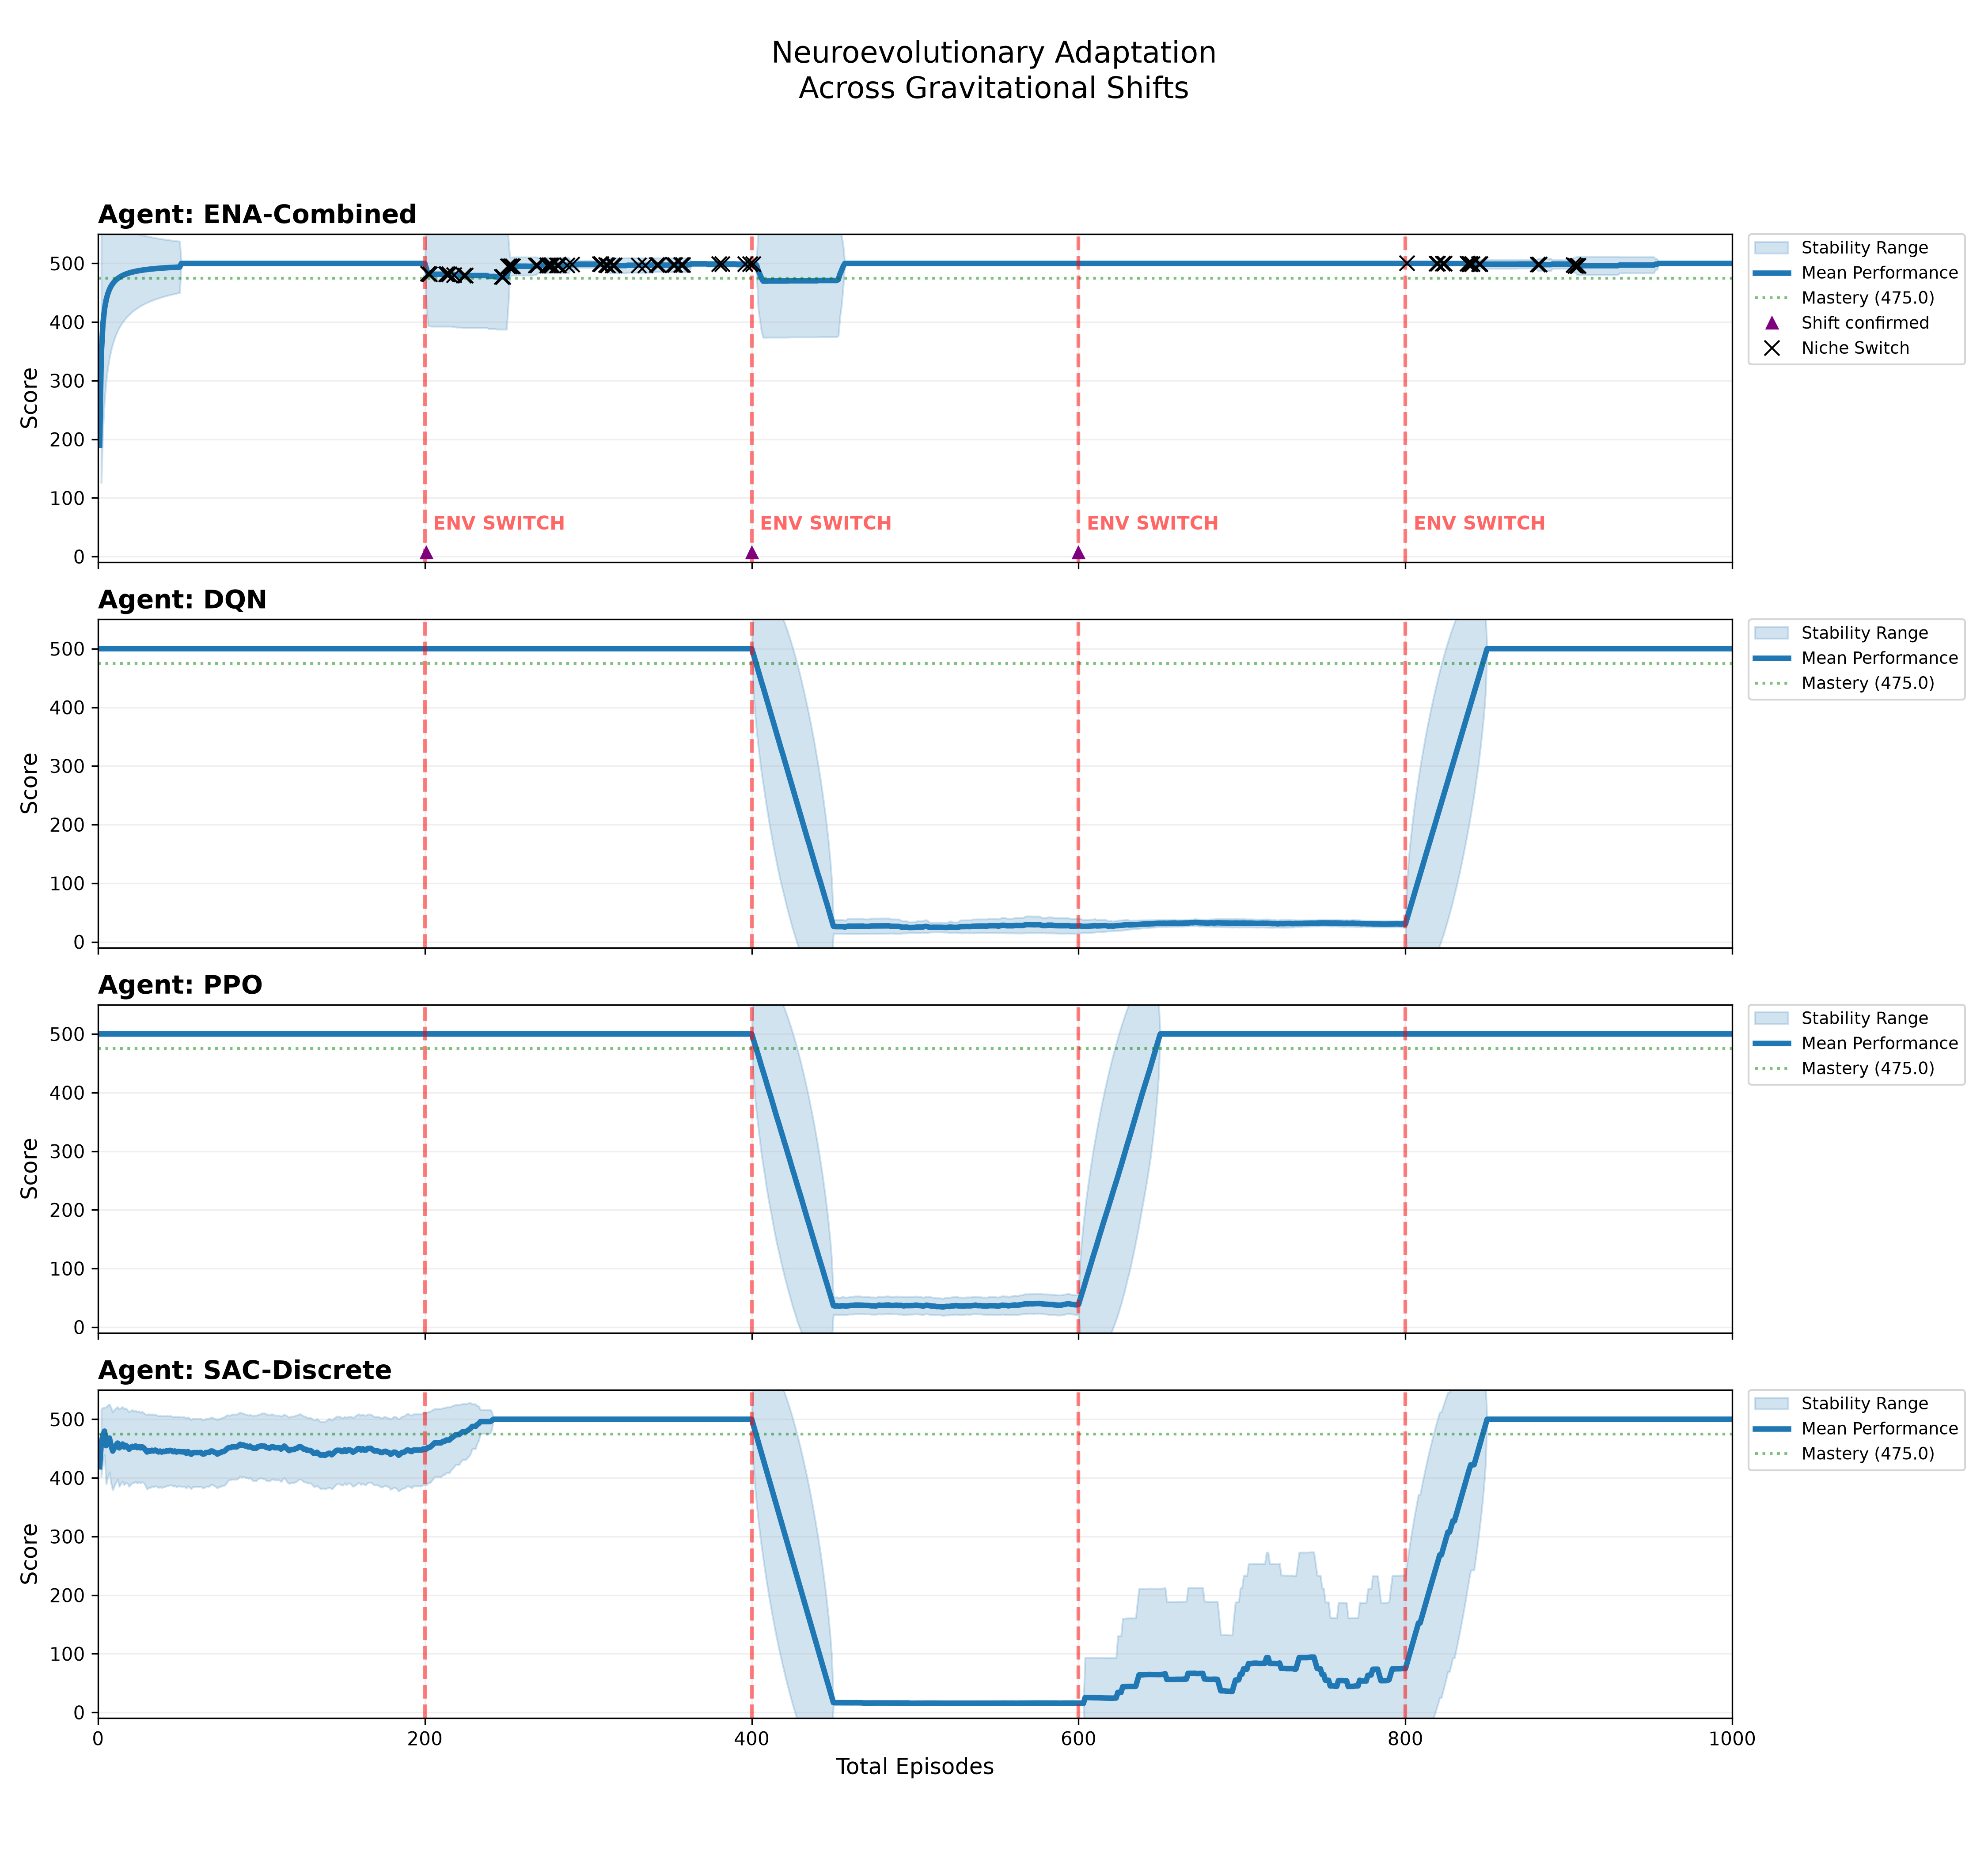 Neuroevolutionary Adaptation
Across Gravitational Shifts
Agent: ENA-Combined
Score
500
400
300
200
100
0
ENV SWITCH
ENV SWITCH
ENV SWITCH
ENV SWITCH
Stability Range
Mean Performance
Mastery (475.0)
Shift confirmed
Niche Switch
Agent: DQN
Score
500
400
300
200
100
0
Stability Range
Mean Performance
Mastery (475.0)
Agent: PPO
Score
500
400
300
200
100
0
Stability Range
Mean Performance
Mastery (475.0)
Agent: SAC-Discrete
Score
500
400
300
200
100
0
Stability Range
Mean Performance
Mastery (475.0)
0
200
400
600
800
1000
Total Episodes